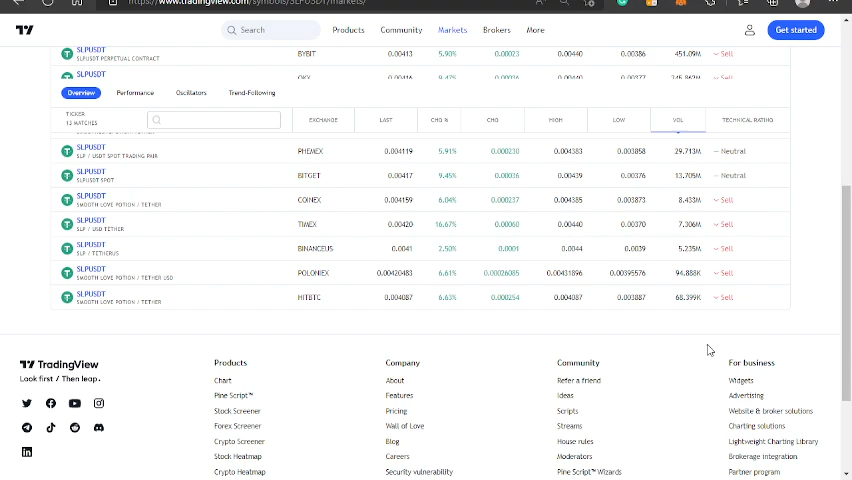 https://www.tradingview.com/symbols/SLPUSDT/markets/
Search
Products
Community
Markets
Brokers
More
Get started
SLPUSDT
SLPUSDT PERPETUAL CONTRACT
BYBIT 0.00413 5.90% 0.00023 0.00440 0.00386 451.09M Sell
SLPUSDT
Overview
Performance
Oscillators
Trend-Following
TICKER
13 MATCHES
EXCHANGE
LAST
CHG %
CHG
HIGH
LOW
VOL
TECHNICAL RATING
SLPUSDT
SLP / USDT SPOT TRADING PAIR
PHEMEX 0.004119 5.91% 0.000230 0.004383 0.003858 29.713M Neutral
SLPUSDT
SLPUSDT SPOT
BITGET 0.00417 9.45% 0.00036 0.00439 0.00376 13.705M Neutral
SLPUSDT
SMOOTH LOVE POTION / TETHER
COINEX 0.004159 6.04% 0.000237 0.004385 0.003873 8.433M Sell
SLPUSDT
SLP / USD TETHER
TIMEX 0.00420 16.67% 0.00060 0.00440 0.00370 7.306M Sell
SLPUSDT
SLP / TETHERUS
BINANCEUS 0.0041 2.50% 0.0001 0.0044 0.0039 5.235M Sell
SLPUSDT
SMOOTH LOVE POTION / TETHER USD
POLONIEX 0.00420483 6.61% 0.00026085 0.00431896 0.00395576 94.888K Sell
SLPUSDT
SMOOTH LOVE POTION / TETHER
HITBTC 0.004087 6.63% 0.000254 0.004087 0.003887 68.399K Sell
TradingView
Look first / Then leap.
Products
Chart
Pine Script™
Stock Screener
Forex Screener
Crypto Screener
Stock Heatmap
Crypto Heatmap
Company
About
Features
Pricing
Wall of Love
Blog
Careers
Security vulnerability
Community
Refer a friend
Ideas
Scripts
Streams
House rules
Moderators
Pine Script™ Wizards
For business
Widgets
Advertising
Website & broker solutions
Charting solutions
Lightweight Charting Library
Brokerage integration
Partner program